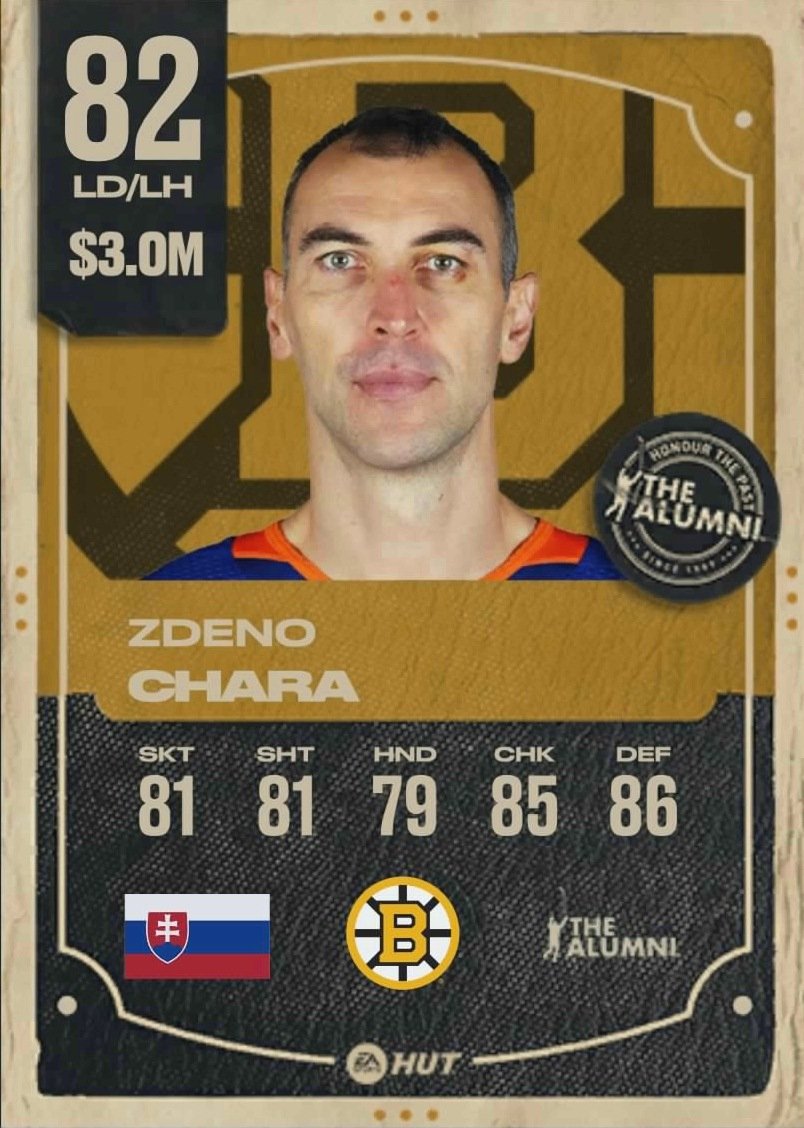 82
LD/LH
$3.0M
HONOUR THE PAST
THE
ALUMNI
ZDENO
CHARA
SKT SHT HND CHK DEF
81 81 79 85 86
B
THE
ALUMNI
EA
HUT